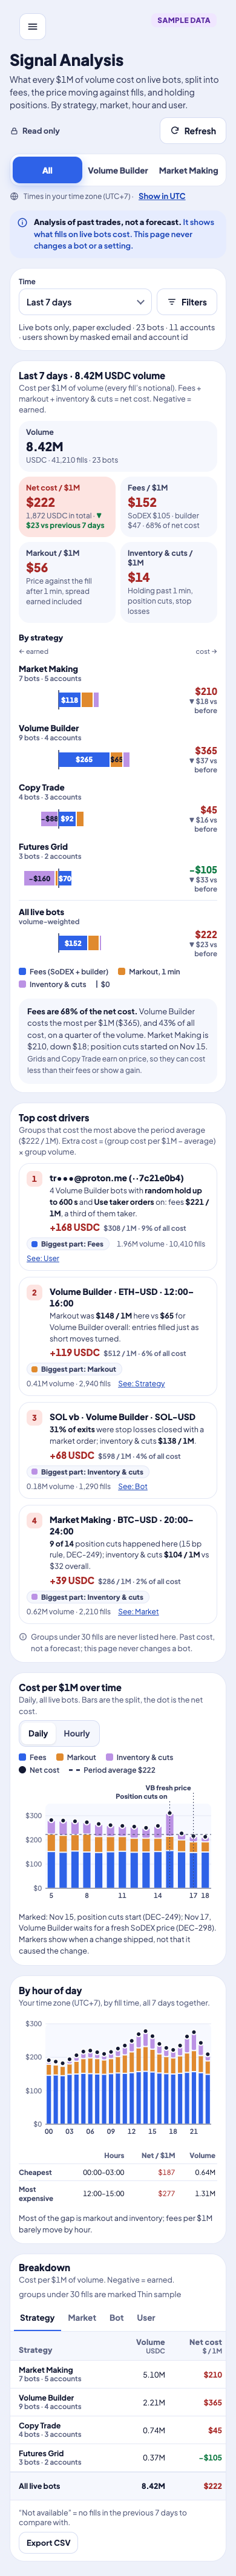 SAMPLE DATA
Signal Analysis
What every $1M of volume cost on live bots, split into
fees, the price moving against fills, and holding
positions. By strategy, market, hour and user.
Read only
Refresh
All
Volume Builder
Market Making
Times in your time zone (UTC+7) · Show in UTC
Analysis of past trades, not a forecast. It shows
what fills on live bots cost. This page never
changes a bot or a setting.
Time
Last 7 days
Filters
Live bots only, paper excluded · 23 bots · 11 accounts
· users shown by masked email and account id
Last 7 days · 8.42M USDC volume
Cost per $1M of volume (every fill's notional). Fees +
markout + inventory & cuts = net cost. Negative =
earned.
Volume
8.42M
USDC · 41,210 fills · 23 bots
Net cost / $1M
$222
1,872 USDC in total · ▼
$23 vs previous 7 days
Fees / $1M
$152
SoDEX $105 · builder
$47 · 68% of net cost
Markout / $1M
$56
Price against the fill
after 1 min, spread
earned included
Inventory & cuts /
$1M
$14
Holding past 1 min,
position cuts, stop
losses
By strategy
← earned
cost →
Market Making
7 bots · 5 accounts
$118
$210
▼ $18 vs
before
Volume Builder
9 bots · 4 accounts
$265
$65
$365
▼ $37 vs
before
Copy Trade
4 bots · 3 accounts
−$88
$92
$45
▼ $16 vs
before
Futures Grid
3 bots · 2 accounts
−$160
$70
−$105
▼ $33 vs
before
All live bots
volume-weighted
$152
$222
▼ $23 vs
before
Fees (SoDEX + builder)
Markout, 1 min
Inventory & cuts
$0
Fees are 68% of the net cost. Volume Builder
costs the most per $1M ($365), and 43% of all
cost, on a quarter of the volume. Market Making is
$210, down $18; position cuts started on Nov 15.
Grids and Copy Trade earn on price, so they can cost
less than their fees or show a gain.
Top cost drivers
Groups that cost most above the period average
($222 / 1M). Extra cost = (group cost per $1M − average)
× group volume.
1
tr•••@proton.me (··7c21e0b4)
4 Volume Builder bots with random hold up
to 600 s and Use taker orders on: fees $221 /
1M, a third of them taker.
+168 USDC $308 / 1M · 9% of all cost
Biggest part: Fees
1.96M volume · 10,410 fills
See: User
2
Volume Builder · ETH-USD · 12:00–
16:00
Markout was $148 / 1M here vs $65 for
Volume Builder overall: entries filled just as
short moves turned.
+119 USDC $512 / 1M · 6% of all cost
Biggest part: Markout
0.41M volume · 2,940 fills
See: Strategy
3
SOL vb · Volume Builder · SOL-USD
31% of exits were stop losses closed with a
market order; inventory & cuts $138 / 1M.
+68 USDC $598 / 1M · 4% of all cost
Biggest part: Inventory & cuts
0.18M volume · 1,290 fills
See: Bot
4
Market Making · BTC-USD · 20:00–
24:00
9 of 14 position cuts happened here (15 bp
rule, DEC-249); inventory & cuts $104 / 1M vs
$32 overall.
+39 USDC $286 / 1M · 2% of all cost
Biggest part: Inventory & cuts
0.62M volume · 2,210 fills
See: Market
Groups under 30 fills are never listed here. Past cost,
not a forecast; this page never changes a bot.
Cost per $1M over time
Daily, all live bots. Bars are the split, the dot is the net
cost.
Daily
Hourly
Fees
Markout
Inventory & cuts
Net cost
Period average $222
VB fresh price
Position cuts on
$300
$200
$100
$0
5
8
11
14
17
18
Marked: Nov 15, position cuts start (DEC-249); Nov 17,
Volume Builder waits for a fresh SoDEX price (DEC-298).
Markers show when a change shipped, not that it
caused the change.
By hour of day
Your time zone (UTC+7), by fill time, all 7 days together.
$300
$200
$100
$0
00
03
06
09
12
15
18
21
Hours
Net / $1M
Volume
Cheapest
00:00–03:00
$187
0.64M
Most
expensive
12:00–15:00
$277
1.31M
Most of the gap is markout and inventory; fees per $1M
barely move by hour.
Breakdown
Cost per $1M of volume. Negative = earned.
groups under 30 fills are marked Thin sample
Strategy
Market
Bot
User
Strategy
Volume
USDC
Net cost
$ / 1M
Market Making
7 bots · 5 accounts
5.10M
$210
Volume Builder
9 bots · 4 accounts
2.21M
$365
Copy Trade
4 bots · 3 accounts
0.74M
$45
Futures Grid
3 bots · 2 accounts
0.37M
−$105
All live bots
8.42M
$222
"Not available" = no fills in the previous 7 days to
compare with.
Export CSV